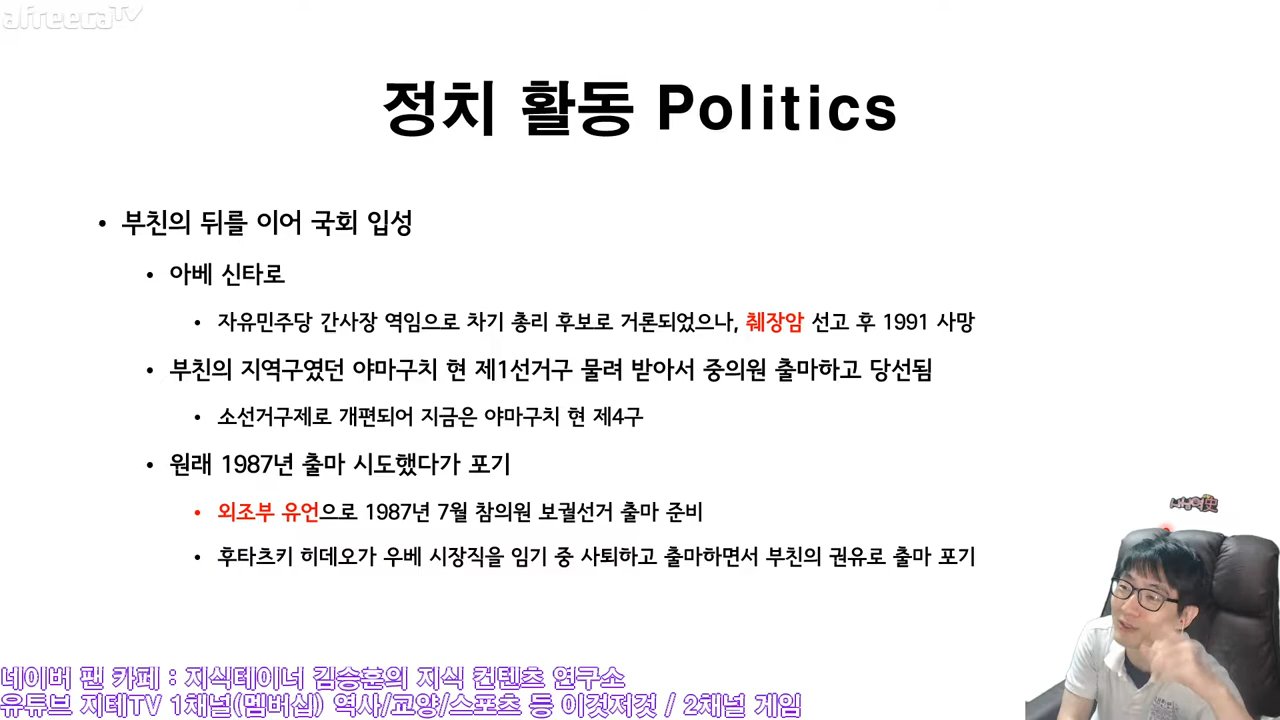 afreecaTV
정치 활동 Politics
• 부친의 뒤를 이어 국회 입성
• 아베 신타로
• 자유민주당 간사장 역임으로 차기 총리 후보로 거론되었으나, 췌장암 선고 후 1991 사망
• 부친의 지역구였던 야마구치 현 제1선거구 물려 받아서 중의원 출마하고 당선됨
• 소선거구제로 개편되어 지금은 야마구치 현 제4구
• 원래 1987년 출마 시도했다가 포기
• 외조부 유언으로 1987년 7월 참의원 보궐선거 출마 준비
• 후타츠키 히데오가 우베 시장직을 임기 중 사퇴하고 출마하면서 부친의 권유로 출마 포기
네이버 팬 카페 : 지식테이너 김승훈의 지식 컨텐츠 연구소
유튜브 지테TV 1채널(멤버십) 역사/교양/스포츠 등 이것저것 / 2채널 게임